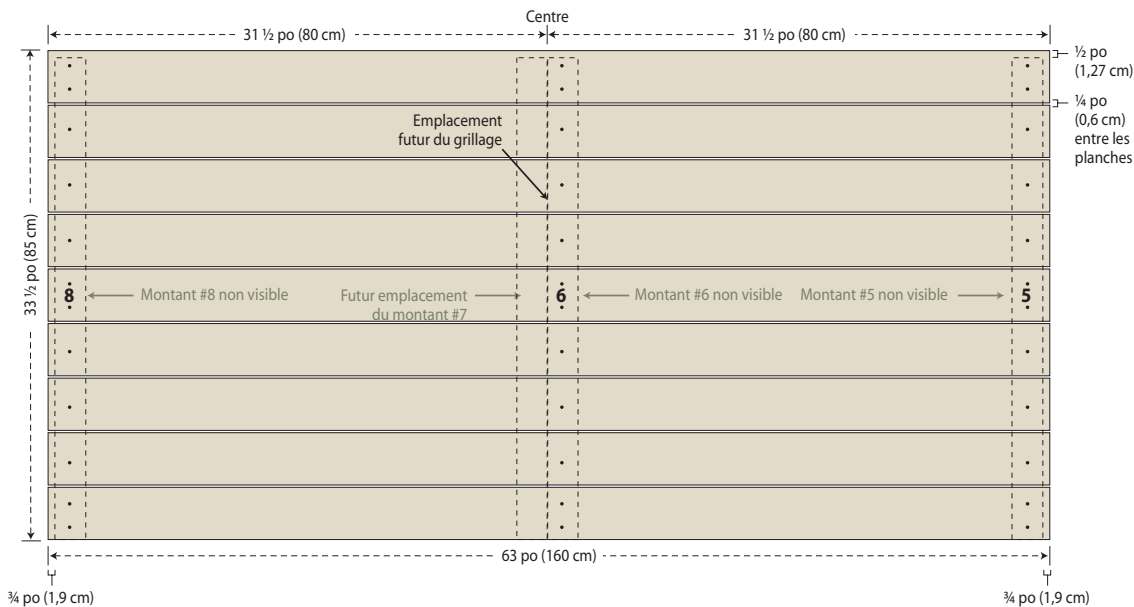 Centre
31 ½ po (80 cm)
31 ½ po (80 cm)
½ po
(1,27 cm)
¼ po
(0,6 cm)
entre les
planches
Emplacement
futur du grillage
33 ½ po (85 cm)
8
Montant #8 non visible
Futur emplacement
du montant #7
6
Montant #6 non visible
Montant #5 non visible
5
63 po (160 cm)
¾ po (1,9 cm)
¾ po (1,9 cm)